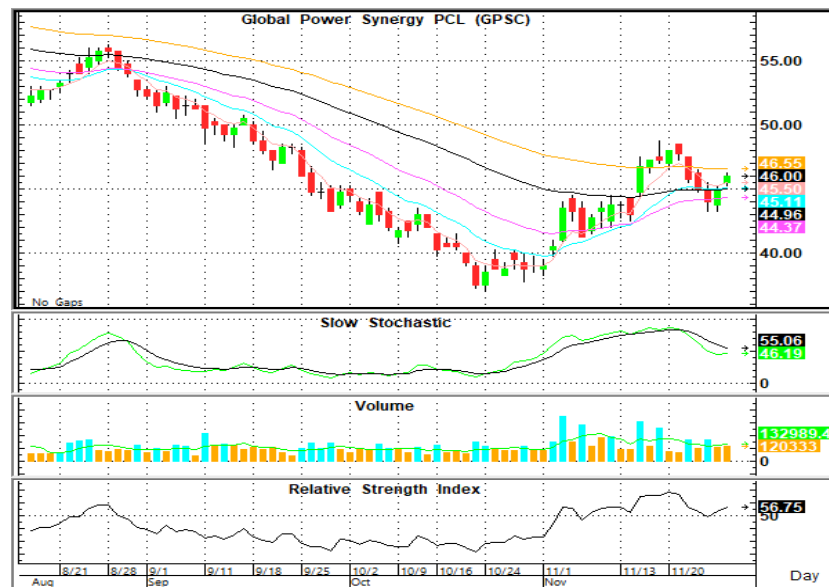 Global Power Synergy PCL (GPSC)
55.00
50.00
46.55
46.00
45.50
45.11
44.96
44.37
40.00
No Gaps
Slow Stochastic
55.06
46.19
0
Volume
132989.4
120333
0
Relative Strength Index
56.75
50
8/21 8/28 9/1 9/11 9/18 9/25 10/2 10/9 10/16 10/24 11/1 11/13 11/20
Aug Sep Oct Nov Day